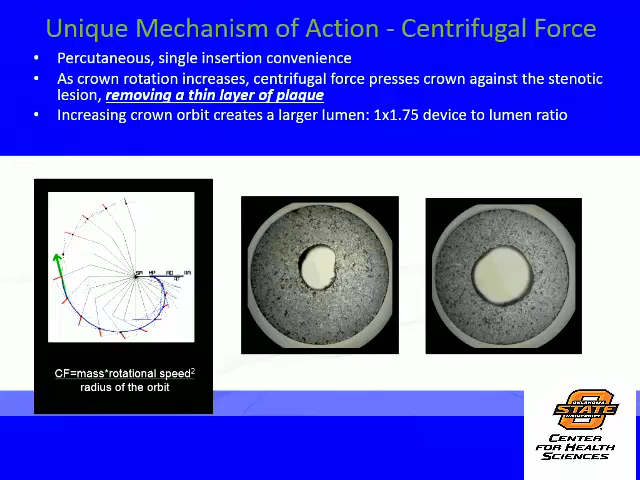 Unique Mechanism of Action - Centrifugal Force
• Percutaneous, single insertion convenience
• As crown rotation increases, centrifugal force presses crown against the stenotic
lesion, removing a thin layer of plaque
• Increasing crown orbit creates a larger lumen: 1x1.75 device to lumen ratio
CF=mass*rotational speed²
radius of the orbit
OKLAHOMA
STATE
UNIVERSITY
CENTER
FOR HEALTH
SCIENCES